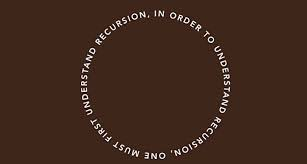 IN ORDER TO UNDERSTAND RECURSION, ONE MUST FIRST UNDERSTAND RECURSION,